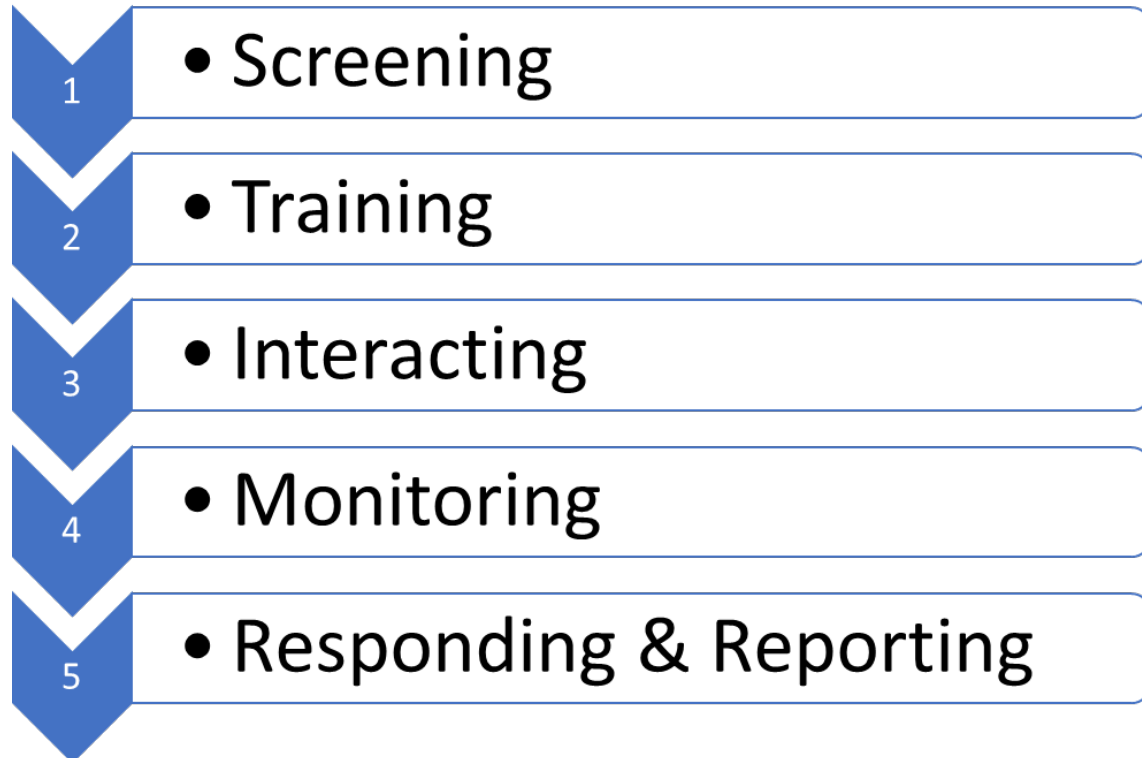 1 • Screening
2 • Training
3 • Interacting
4 • Monitoring
5 • Responding & Reporting